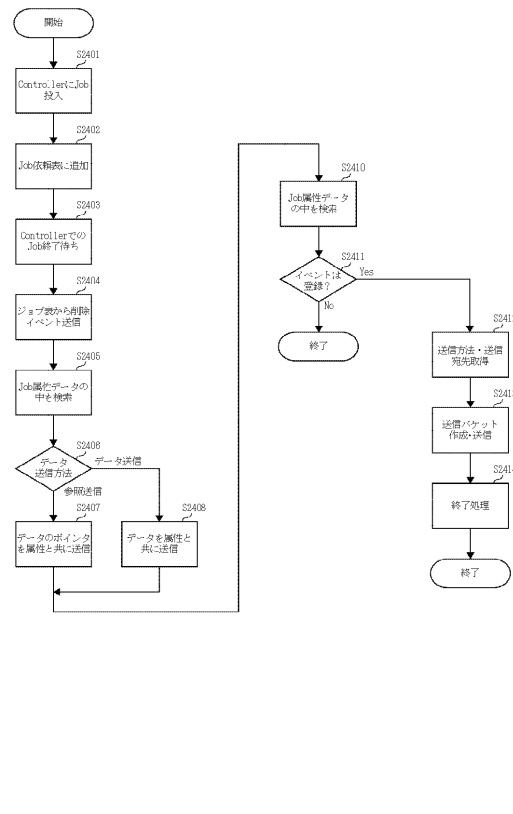 開始
S2401
ControllerにJob
投入
S2402
Job依頼表に追加
S2403
Controllerでの
Job終了待ち
S2404
ジョブ表から削除
イベント送信
S2405
Job属性データの
中を検索
S2406
データ
送信方法
データ送信
参照送信
S2407
データのポインタ
を属性と共に送信
S2408
データを属性と
共に送信
S2410
Job属性データ
の中を検索
S2411
イベントは
登録?
Yes
No
終了
S2412
送信方法・送信
宛先取得
S2413
送信パケット
作成・送信
S2414
終了処理
終了